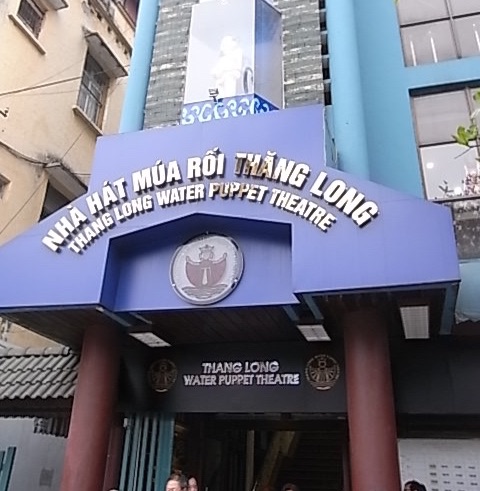 NHÀ HÁT MÚA RỐI THĂNG LONG
THANG LONG WATER PUPPET THEATRE
THANG LONG
WATER PUPPET THEATRE